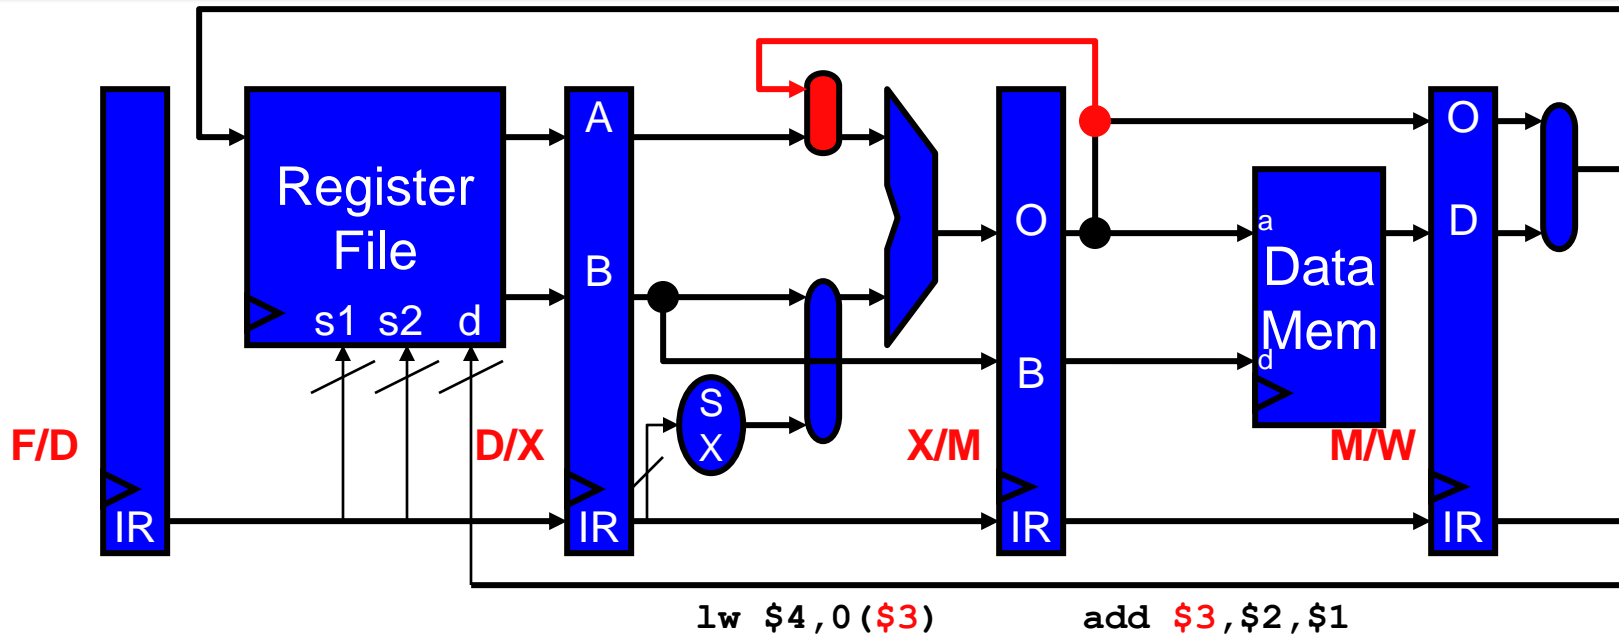 A
O
Register
File
O
D
B
a
Data
Mem
s1 s2 d
d
B
S
X
F/D
D/X
X/M
M/W
IR
IR
IR
IR
lw $4,0($3)
add $3,$2,$1